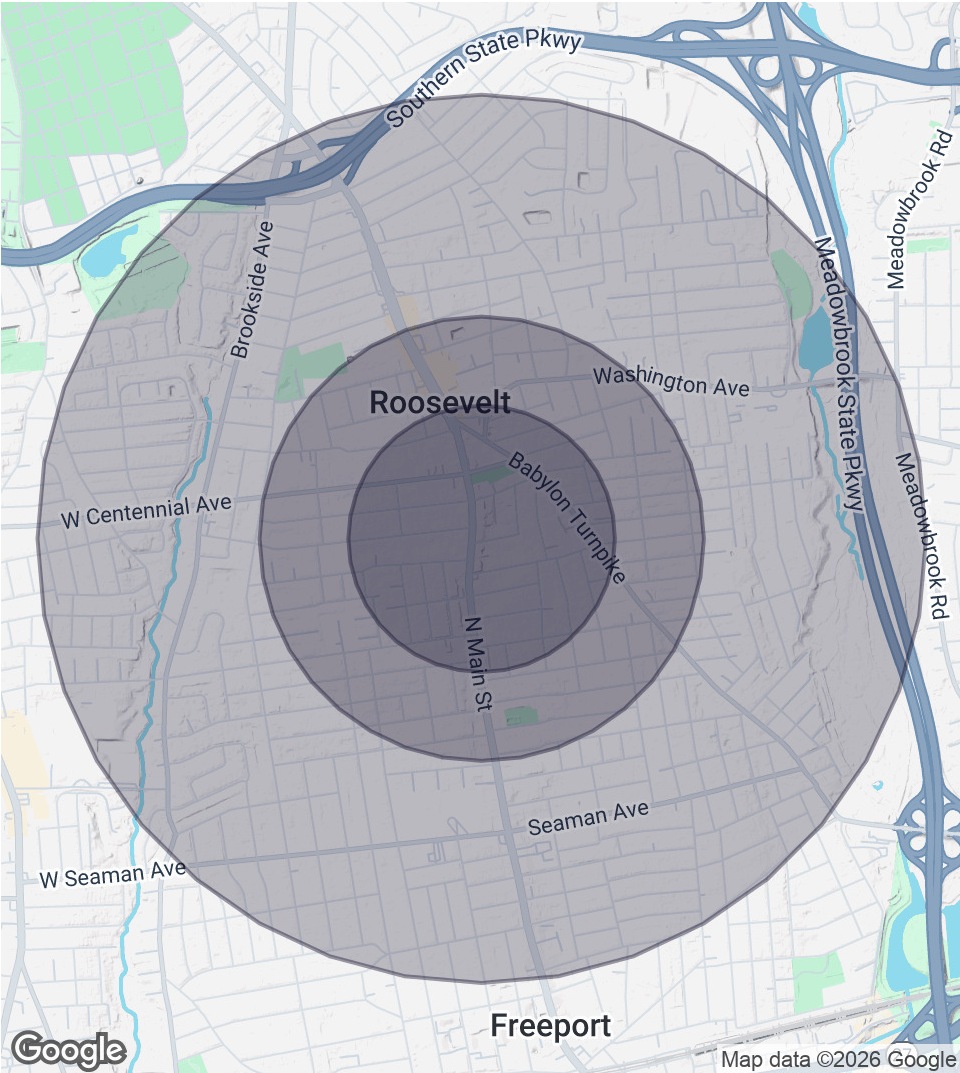 Southern State Pkwy
Meadowbrook Rd
Brookside Ave
Meadowbrook State Pkwy
Washington Ave
Roosevelt
Babylon Turnpike
W Centennial Ave
Meadowbrook Rd
N Main St
Seaman Ave
W Seaman Ave
Freeport
Google
Map data ©2026 Google